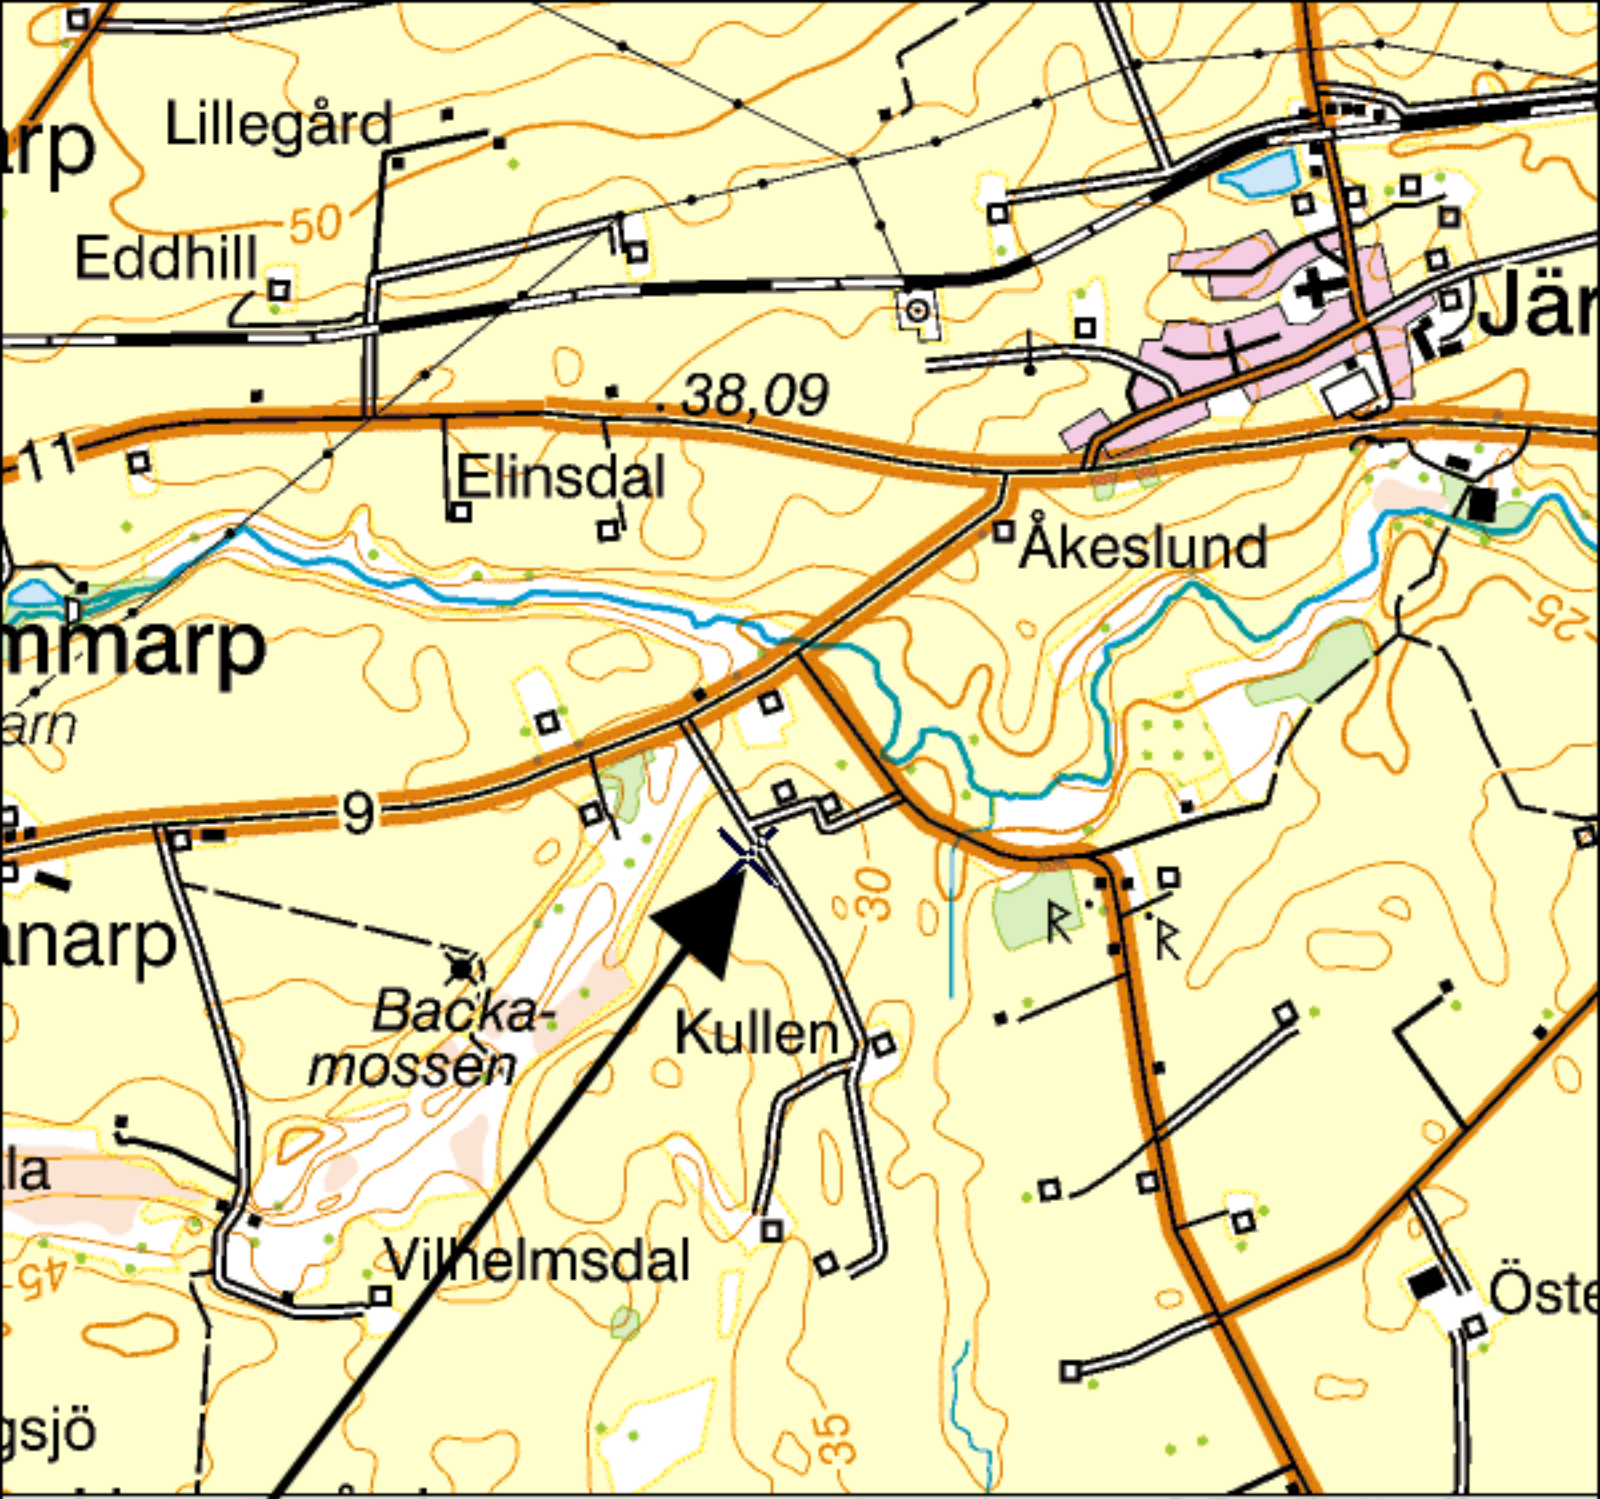 arp
Lillegård
50
Eddhill
Jär
38,09
11
Elinsdal
Åkeslund
25
mmarp
arn
9
30
anarp
R
R
Backa-
mossen
Kullen
la
Vilhelmsdal
45
Öste
gsjö
35